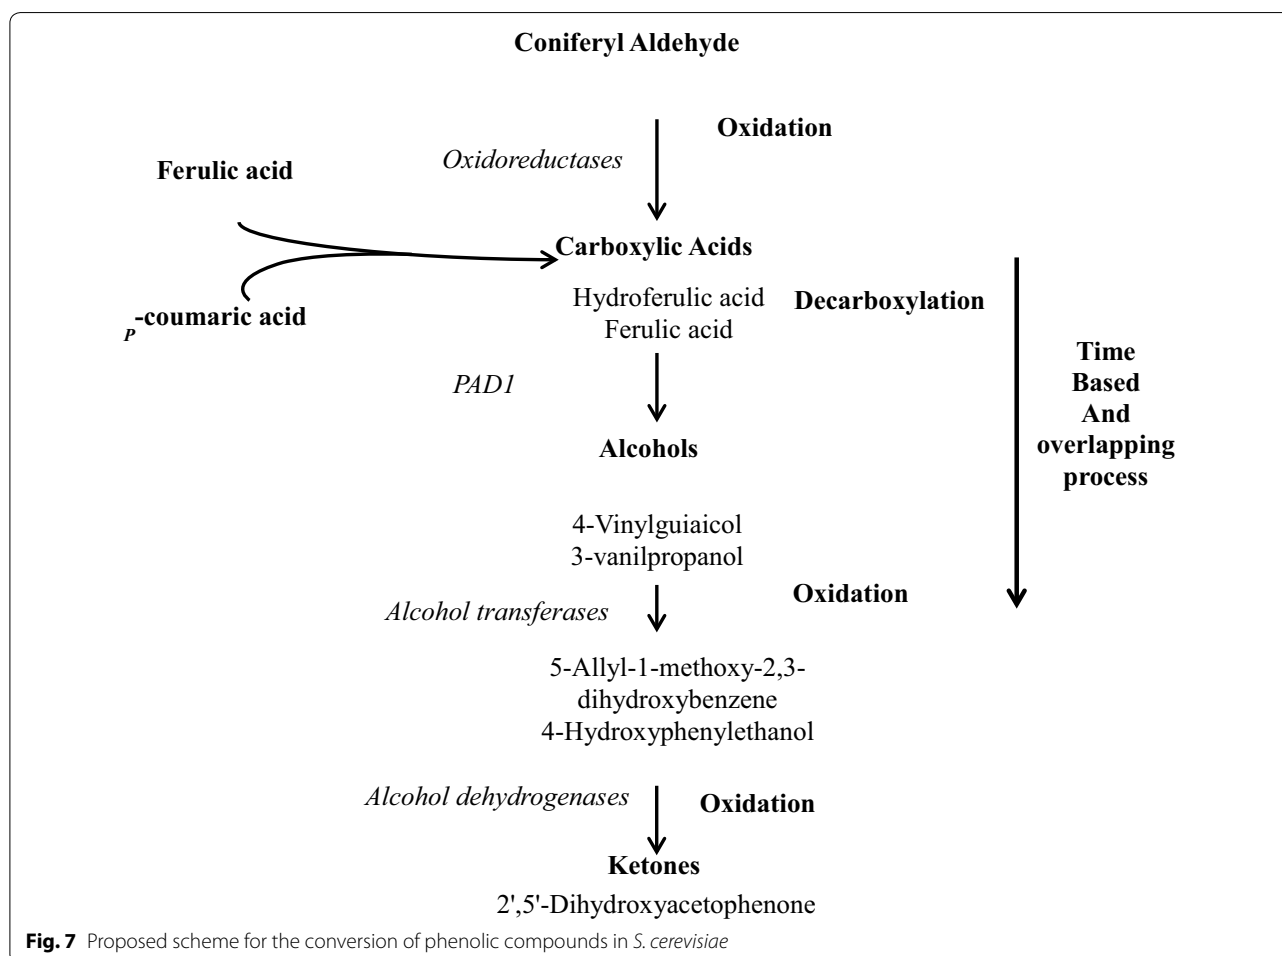 Coniferyl Aldehyde
Oxidation
Oxidoreductases
Ferulic acid
Carboxylic Acids
Hydroferulic acid
Ferulic acid
Decarboxylation
P-coumaric acid
PAD1
Time
Based
And
overlapping
process
Alcohols
4-Vinylguiaicol
3-vanilpropanol
Oxidation
Alcohol transferases
5-Allyl-1-methoxy-2,3-
dihydroxybenzene
4-Hydroxyphenylethanol
Alcohol dehydrogenases
Oxidation
Ketones
2',5'-Dihydroxyacetophenone
Fig. 7 Proposed scheme for the conversion of phenolic compounds in S. cerevisiae